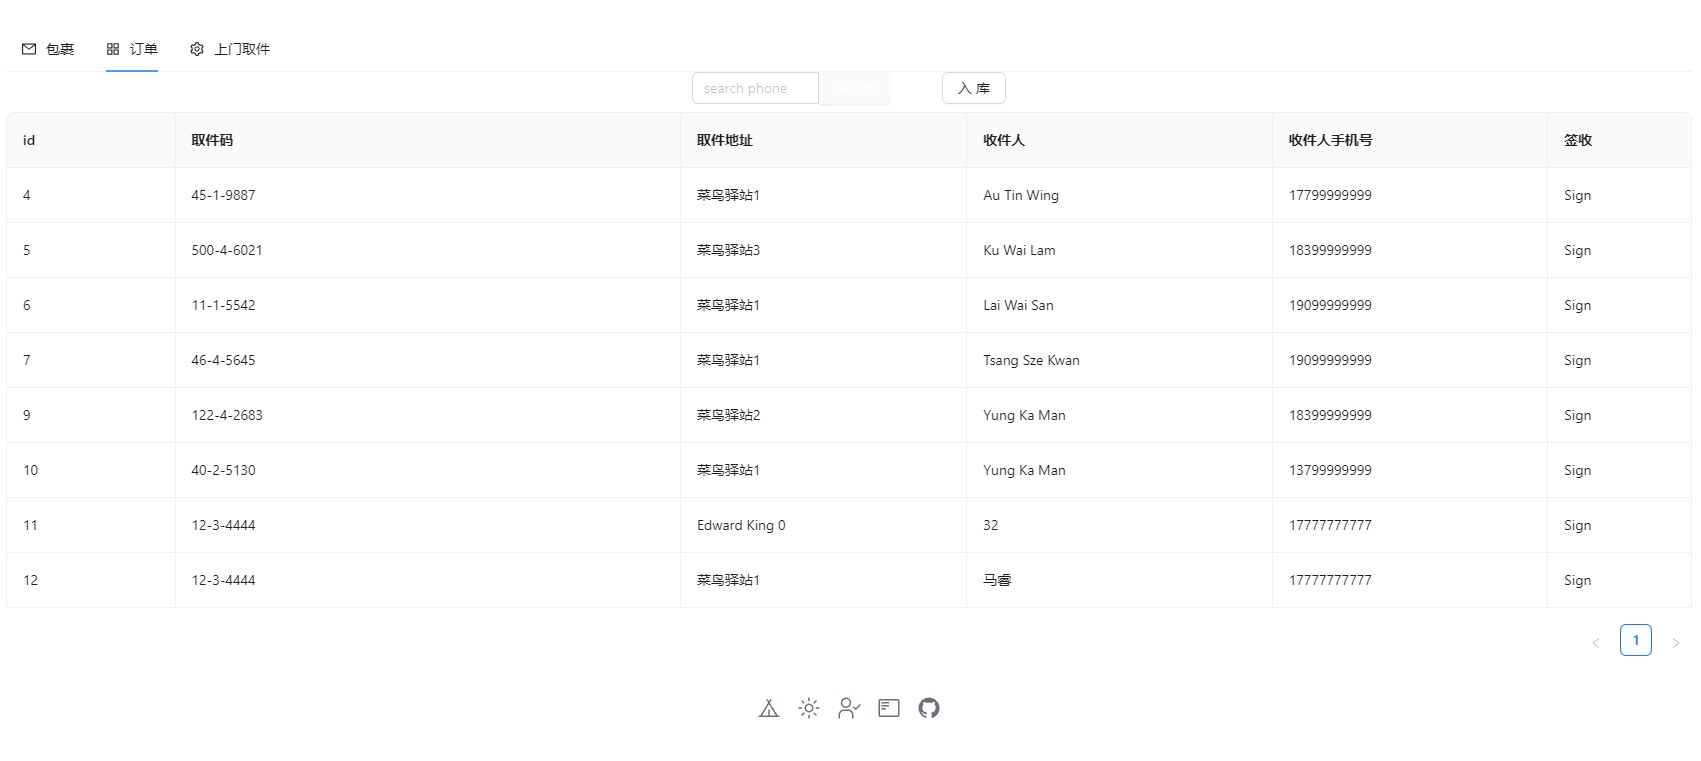 包裹 订单 上门取件
search phone 入 库
id 取件码 取件地址 收件人 收件人手机号 签收
4 45-1-9887 菜鸟驿站1 Au Tin Wing 17799999999 Sign
5 500-4-6021 菜鸟驿站3 Ku Wai Lam 18399999999 Sign
6 11-1-5542 菜鸟驿站1 Lai Wai San 19099999999 Sign
7 46-4-5645 菜鸟驿站1 Tsang Sze Kwan 19099999999 Sign
9 122-4-2683 菜鸟驿站2 Yung Ka Man 18399999999 Sign
10 40-2-5130 菜鸟驿站1 Yung Ka Man 13799999999 Sign
11 12-3-4444 Edward King 0 32 17777777777 Sign
12 12-3-4444 菜鸟驿站1 马睿 17777777777 Sign
1